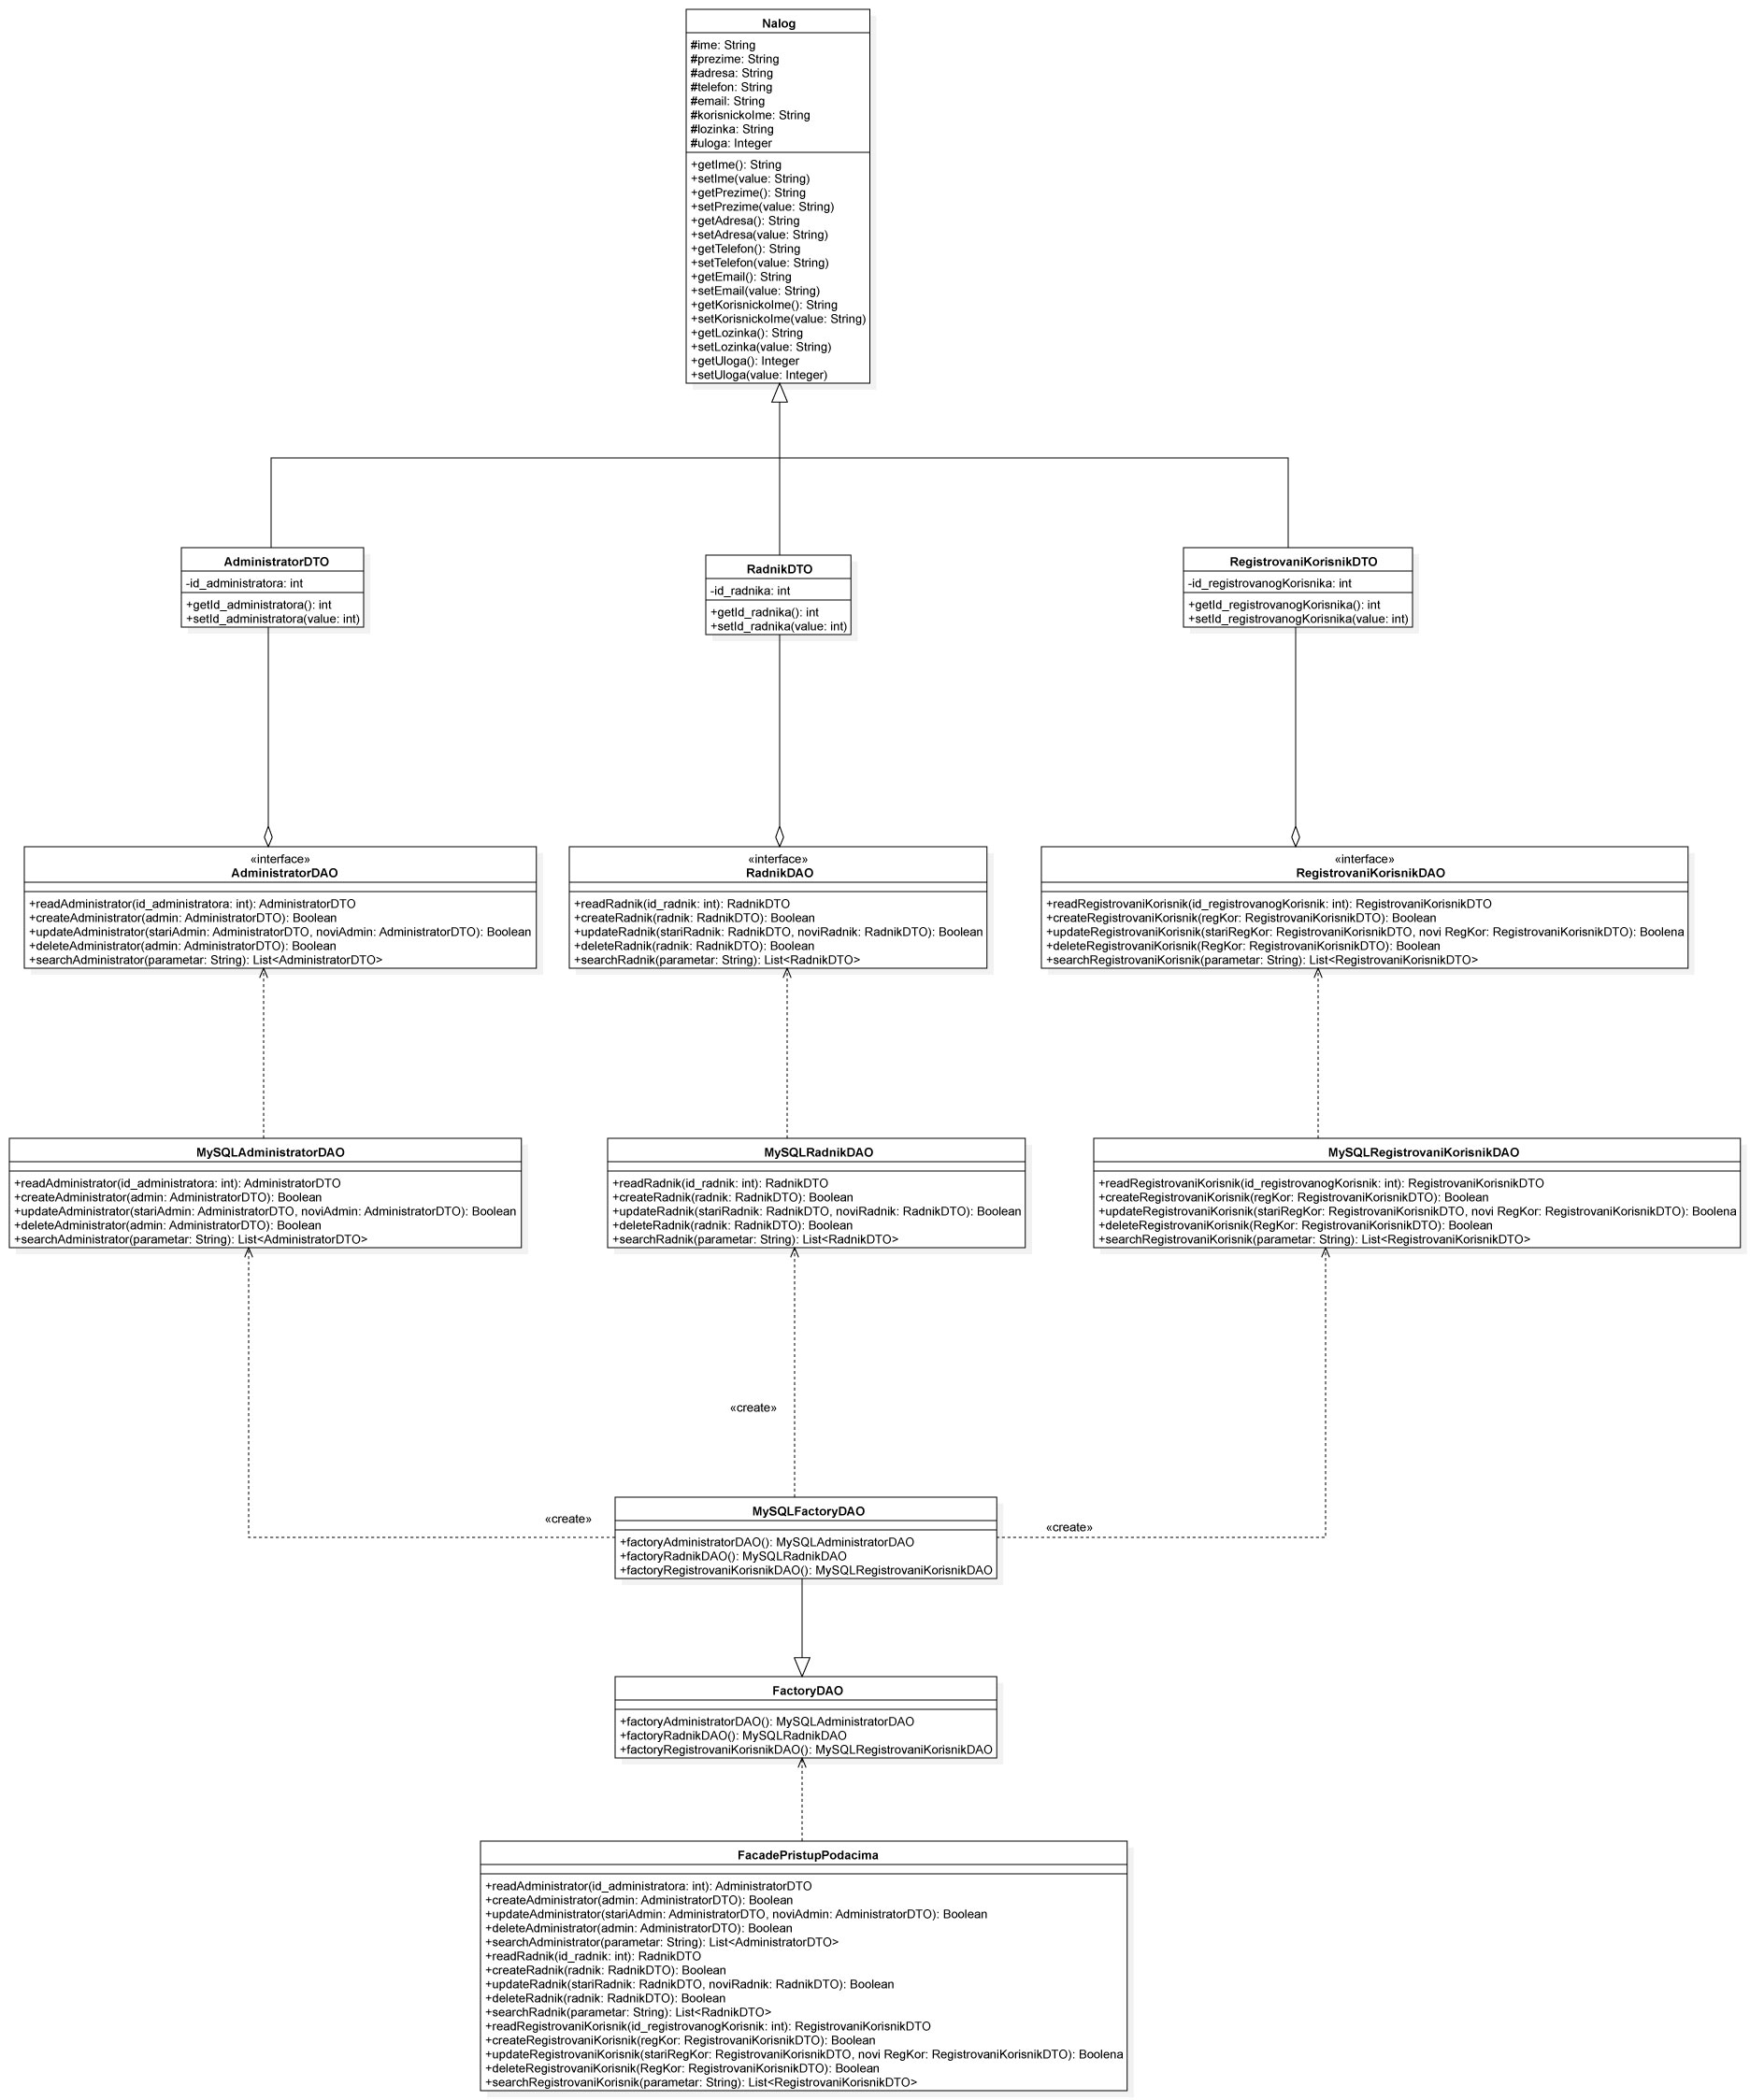 Nalog
#ime: String
#prezime: String
#adresa: String
#telefon: String
#email: String
#korisnickoIme: String
#lozinka: String
#uloga: Integer
+getIme(): String
+setIme(value: String)
+getPrezime(): String
+setPrezime(value: String)
+getAdresa(): String
+setAdresa(value: String)
+getTelefon(): String
+setTelefon(value: String)
+getEmail(): String
+setEmail(value: String)
+getKorisnickoIme(): String
+setKorisnickoIme(value: String)
+getLozinka(): String
+setLozinka(value: String)
+getUloga(): Integer
+setUloga(value: Integer)
AdministratorDTO
-id_administratora: int
+getId_administratora(): int
+setId_administratora(value: int)
RadnikDTO
-id_radnika: int
+getId_radnika(): int
+setId_radnika(value: int)
RegistrovaniKorisnikDTO
-id_registrovanogKorisnika: int
+getId_registrovanogKorisnika(): int
+setId_registrovanogKorisnika(value: int)
«interface»
AdministratorDAO
+readAdministrator(id_administratora: int): AdministratorDTO
+createAdministrator(admin: AdministratorDTO): Boolean
+updateAdministrator(stariAdmin: AdministratorDTO, noviAdmin: AdministratorDTO): Boolean
+deleteAdministrator(admin: AdministratorDTO): Boolean
+searchAdministrator(parametar: String): List<AdministratorDTO>
«interface»
RadnikDAO
+readRadnik(id_radnik: int): RadnikDTO
+createRadnik(radnik: RadnikDTO): Boolean
+updateRadnik(stariRadnik: RadnikDTO, noviRadnik: RadnikDTO): Boolean
+deleteRadnik(radnik: RadnikDTO): Boolean
+searchRadnik(parametar: String): List<RadnikDTO>
«interface»
RegistrovaniKorisnikDAO
+readRegistrovaniKorisnik(id_registrovanogKorisnik: int): RegistrovaniKorisnikDTO
+createRegistrovaniKorisnik(regKor: RegistrovaniKorisnikDTO): Boolean
+updateRegistrovaniKorisnik(stariRegKor: RegistrovaniKorisnikDTO, novi RegKor: RegistrovaniKorisnikDTO): Boolena
+deleteRegistrovaniKorisnik(RegKor: RegistrovaniKorisnikDTO): Boolean
+searchRegistrovaniKorisnik(parametar: String): List<RegistrovaniKorisnikDTO>
MySQLAdministratorDAO
+readAdministrator(id_administratora: int): AdministratorDTO
+createAdministrator(admin: AdministratorDTO): Boolean
+updateAdministrator(stariAdmin: AdministratorDTO, noviAdmin: AdministratorDTO): Boolean
+deleteAdministrator(admin: AdministratorDTO): Boolean
+searchAdministrator(parametar: String): List<AdministratorDTO>
MySQLRadnikDAO
+readRadnik(id_radnik: int): RadnikDTO
+createRadnik(radnik: RadnikDTO): Boolean
+updateRadnik(stariRadnik: RadnikDTO, noviRadnik: RadnikDTO): Boolean
+deleteRadnik(radnik: RadnikDTO): Boolean
+searchRadnik(parametar: String): List<RadnikDTO>
MySQLRegistrovaniKorisnikDAO
+readRegistrovaniKorisnik(id_registrovanogKorisnik: int): RegistrovaniKorisnikDTO
+createRegistrovaniKorisnik(regKor: RegistrovaniKorisnikDTO): Boolean
+updateRegistrovaniKorisnik(stariRegKor: RegistrovaniKorisnikDTO, novi RegKor: RegistrovaniKorisnikDTO): Boolena
+deleteRegistrovaniKorisnik(RegKor: RegistrovaniKorisnikDTO): Boolean
+searchRegistrovaniKorisnik(parametar: String): List<RegistrovaniKorisnikDTO>
«create»
«create»
«create»
MySQLFactoryDAO
+factoryAdministratorDAO(): MySQLAdministratorDAO
+factoryRadnikDAO(): MySQLRadnikDAO
+factoryRegistrovaniKorisnikDAO(): MySQLRegistrovaniKorisnikDAO
FactoryDAO
+factoryAdministratorDAO(): MySQLAdministratorDAO
+factoryRadnikDAO(): MySQLRadnikDAO
+factoryRegistrovaniKorisnikDAO(): MySQLRegistrovaniKorisnikDAO
FacadePristupPodacima
+readAdministrator(id_administratora: int): AdministratorDTO
+createAdministrator(admin: AdministratorDTO): Boolean
+updateAdministrator(stariAdmin: AdministratorDTO, noviAdmin: AdministratorDTO): Boolean
+deleteAdministrator(admin: AdministratorDTO): Boolean
+searchAdministrator(parametar: String): List<AdministratorDTO>
+readRadnik(id_radnik: int): RadnikDTO
+createRadnik(radnik: RadnikDTO): Boolean
+updateRadnik(stariRadnik: RadnikDTO, noviRadnik: RadnikDTO): Boolean
+deleteRadnik(radnik: RadnikDTO): Boolean
+searchRadnik(parametar: String): List<RadnikDTO>
+readRegistrovaniKorisnik(id_registrovanogKorisnik: int): RegistrovaniKorisnikDTO
+createRegistrovaniKorisnik(regKor: RegistrovaniKorisnikDTO): Boolean
+updateRegistrovaniKorisnik(stariRegKor: RegistrovaniKorisnikDTO, novi RegKor: RegistrovaniKorisnikDTO): Boolena
+deleteRegistrovaniKorisnik(RegKor: RegistrovaniKorisnikDTO): Boolean
+searchRegistrovaniKorisnik(parametar: String): List<RegistrovaniKorisnikDTO>